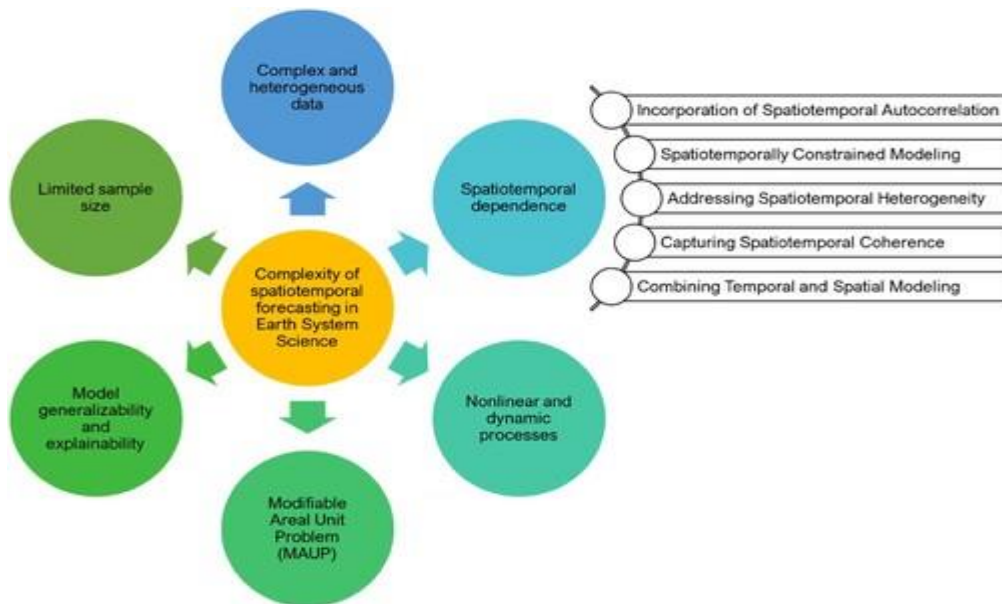 Complex and
heterogeneous
data
Limited sample
size
Spatiotemporal
dependence
Complexity of
spatiotemporal
forecasting in
Earth System
Science
Model
generalizability
and
explainability
Nonlinear and
dynamic
processes
Modifiable
Areal Unit
Problem
(MAUP)
Incorporation of Spatiotemporal Autocorrelation
Spatiotemporally Constrained Modeling
Addressing Spatiotemporal Heterogeneity
Capturing Spatiotemporal Coherence
Combining Temporal and Spatial Modeling